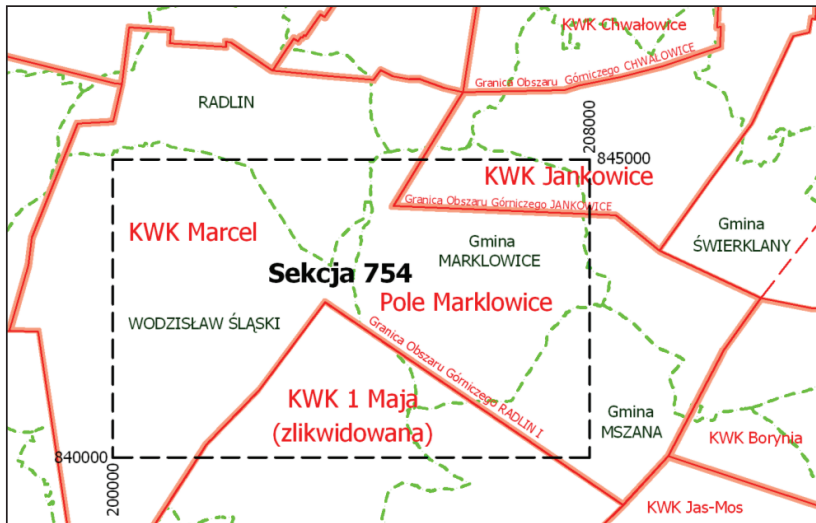 KWK Chwałowice
Granica Obszaru Górniczego CHWAŁOWICE
RADLIN
208000
845000
KWK Jankowice
Granica Obszaru Górniczego JANKOWICE
KWK Marcel
Gmina
MARKLOWICE
Gmina
ŚWIERKLANY
Sekcja 754
Pole Marklowice
WODZISŁAW ŚLĄSKI
Granica Obszaru Górniczego RADLIN I
KWK 1 Maja
(zlikwidowana)
Gmina
MSZANA
KWK Borynia
840000
200000
KWK Jas-Mos